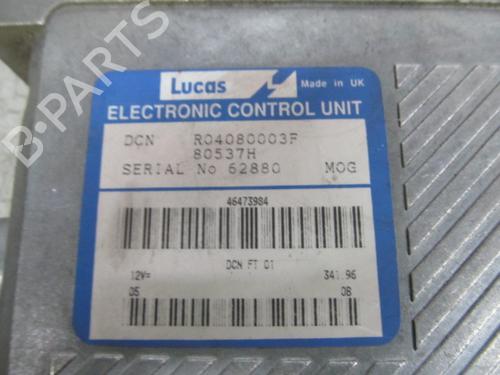 Lucas
Made in UK
ELECTRONIC CONTROL UNIT
DCN R04080003F
80537H
SERIAL No 62880 MOG
46473984
DCN FT 01
12V= 341.96
05 08
B-PARTS